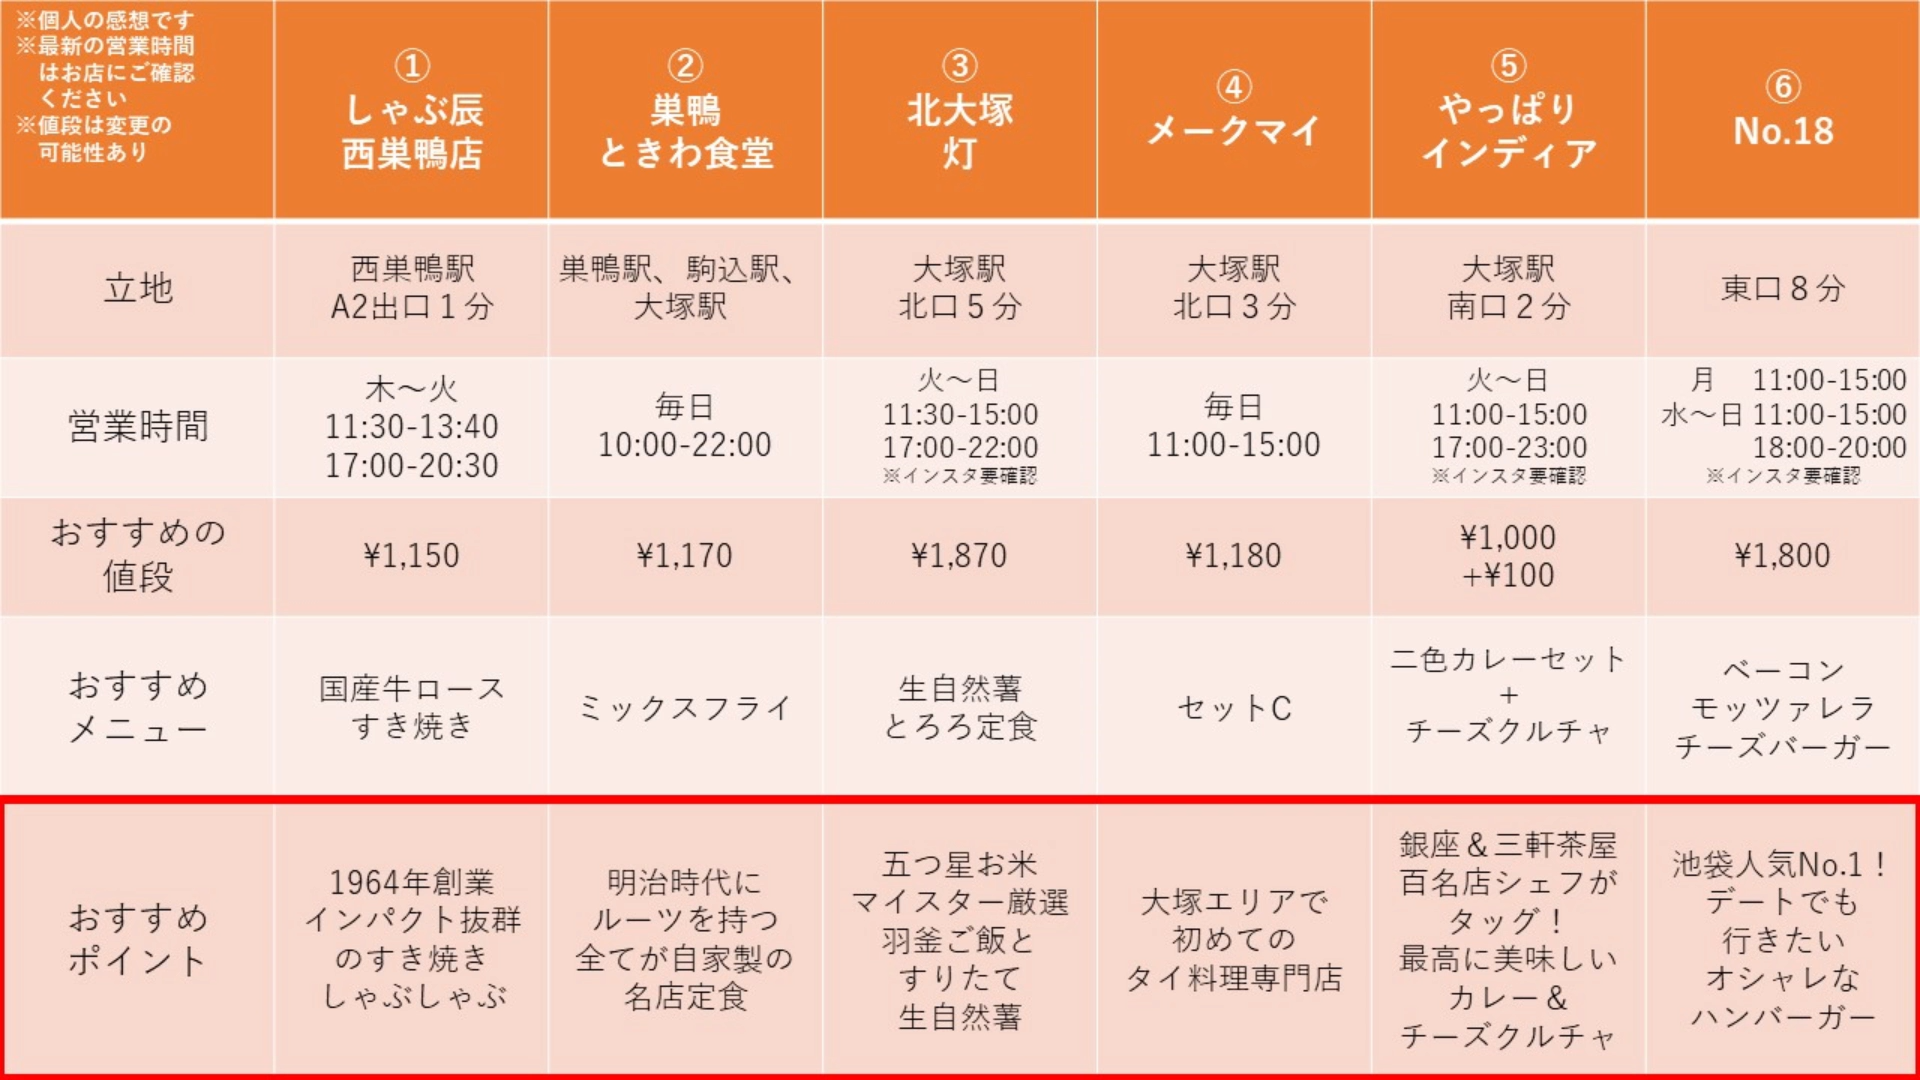 ※個人の感想です
※最新の営業時間
はお店にご確認
ください
※値段は変更の
可能性あり
①
しゃぶ辰
西巣鴨店
②
巣鴨
ときわ食堂
③
北大塚
灯
④
メークマイ
⑤
やっぱり
インディア
⑥
No.18
立地
西巣鴨駅
A2出口１分
巣鴨駅、駒込駅、
大塚駅
大塚駅
北口５分
大塚駅
北口３分
大塚駅
南口２分
東口８分
営業時間
木～火
11:30-13:40
17:00-20:30
毎日
10:00-22:00
火～日
11:30-15:00
17:00-22:00
※インスタ要確認
毎日
11:00-15:00
火～日
11:00-15:00
17:00-23:00
※インスタ要確認
月 11:00-15:00
水～日 11:00-15:00
18:00-20:00
※インスタ要確認
おすすめの
値段
¥1,150
¥1,170
¥1,870
¥1,180
¥1,000
+¥100
¥1,800
おすすめ
メニュー
国産牛ロース
すき焼き
ミックスフライ
生自然薯
とろろ定食
セットC
二色カレーセット
+
チーズクルチャ
ベーコン
モッツァレラ
チーズバーガー
おすすめ
ポイント
1964年創業
インパクト抜群
のすき焼き
しゃぶしゃぶ
明治時代に
ルーツを持つ
全てが自家製の
名店定食
五つ星お米
マイスター厳選
羽釜ご飯と
すりたて
生自然薯
大塚エリアで
初めての
タイ料理専門店
銀座＆三軒茶屋
百名店シェフが
タッグ！
最高に美味しい
カレー＆
チーズクルチャ
池袋人気No.1！
デートでも
行きたい
オシャレな
ハンバーガー